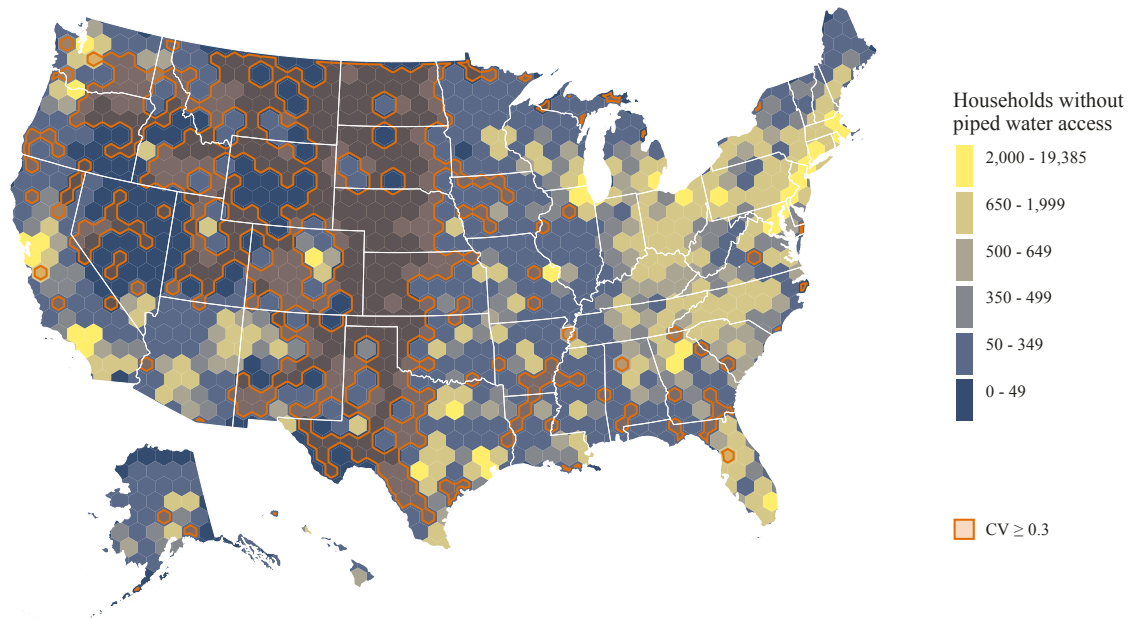 Households without
piped water access
2,000 - 19,385
650 - 1,999
500 - 649
350 - 499
50 - 349
0 - 49
CV ≥ 0.3